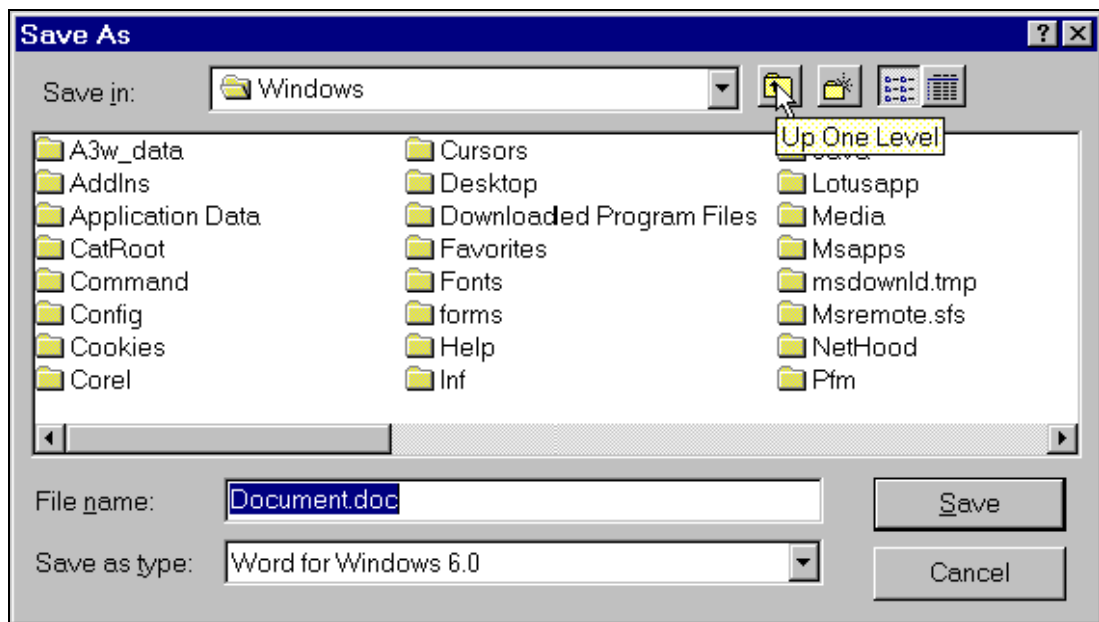 Save As
Save in: Windows
Up One Level
A3w_data Cursors Java
AddIns Desktop Lotusapp
Application Data Downloaded Program Files Media
CatRoot Favorites Msapps
Command Fonts msdownld.tmp
Config forms Msremote.sfs
Cookies Help NetHood
Corel Inf Pfm
File name: Document.doc Save
Save as type: Word for Windows 6.0 Cancel